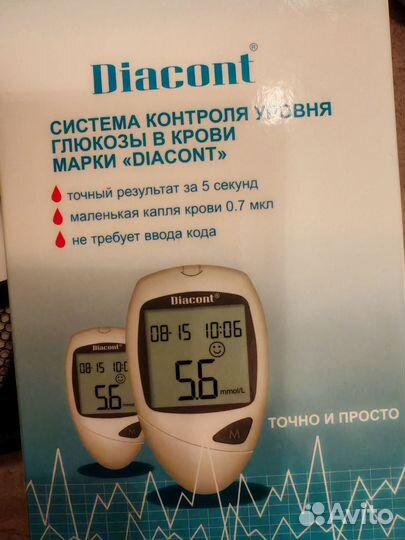 Diacont®
СИСТЕМА КОНТРОЛЯ УРОВНЯ
ГЛЮКОЗЫ В КРОВИ
МАРКИ «DIACONT»
точный результат за 5 секунд
маленькая капля крови 0.7 мкл
не требует ввода кода
Diacont®
08-15 10:06
5.6 mmol/L
M
Diacont®
08-15 10:0
5.6
ТОЧНО И ПРОСТО
Avito